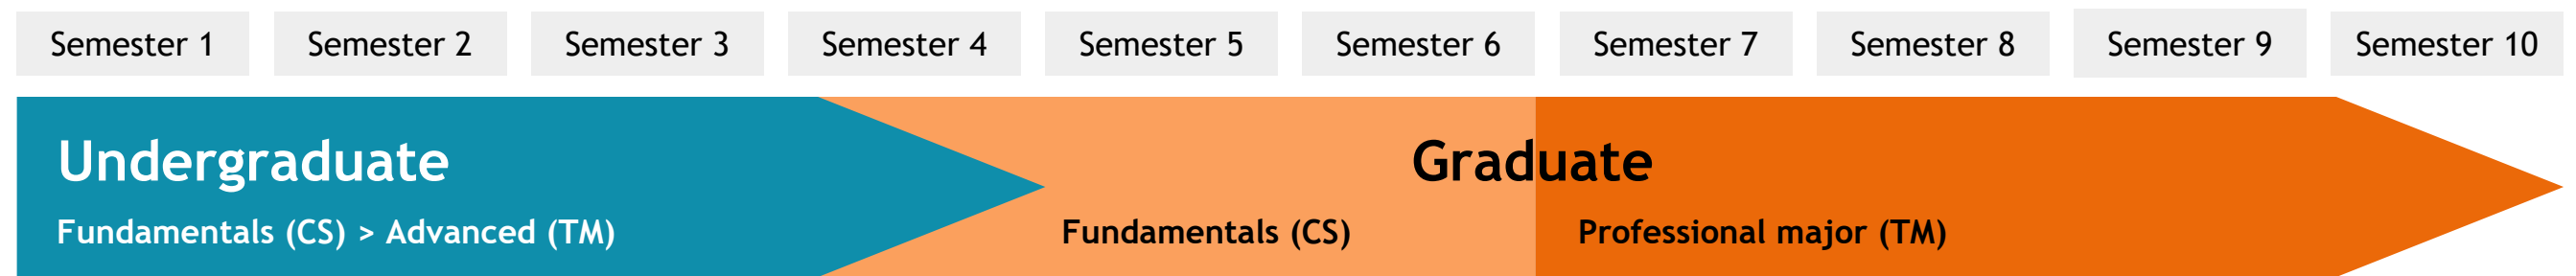 Semester 1 Semester 2 Semester 3 Semester 4 Semester 5 Semester 6 Semester 7 Semester 8 Semester 9 Semester 10
Undergraduate Graduate
Fundamentals (CS) > Advanced (TM) Fundamentals (CS) Professional major (TM)